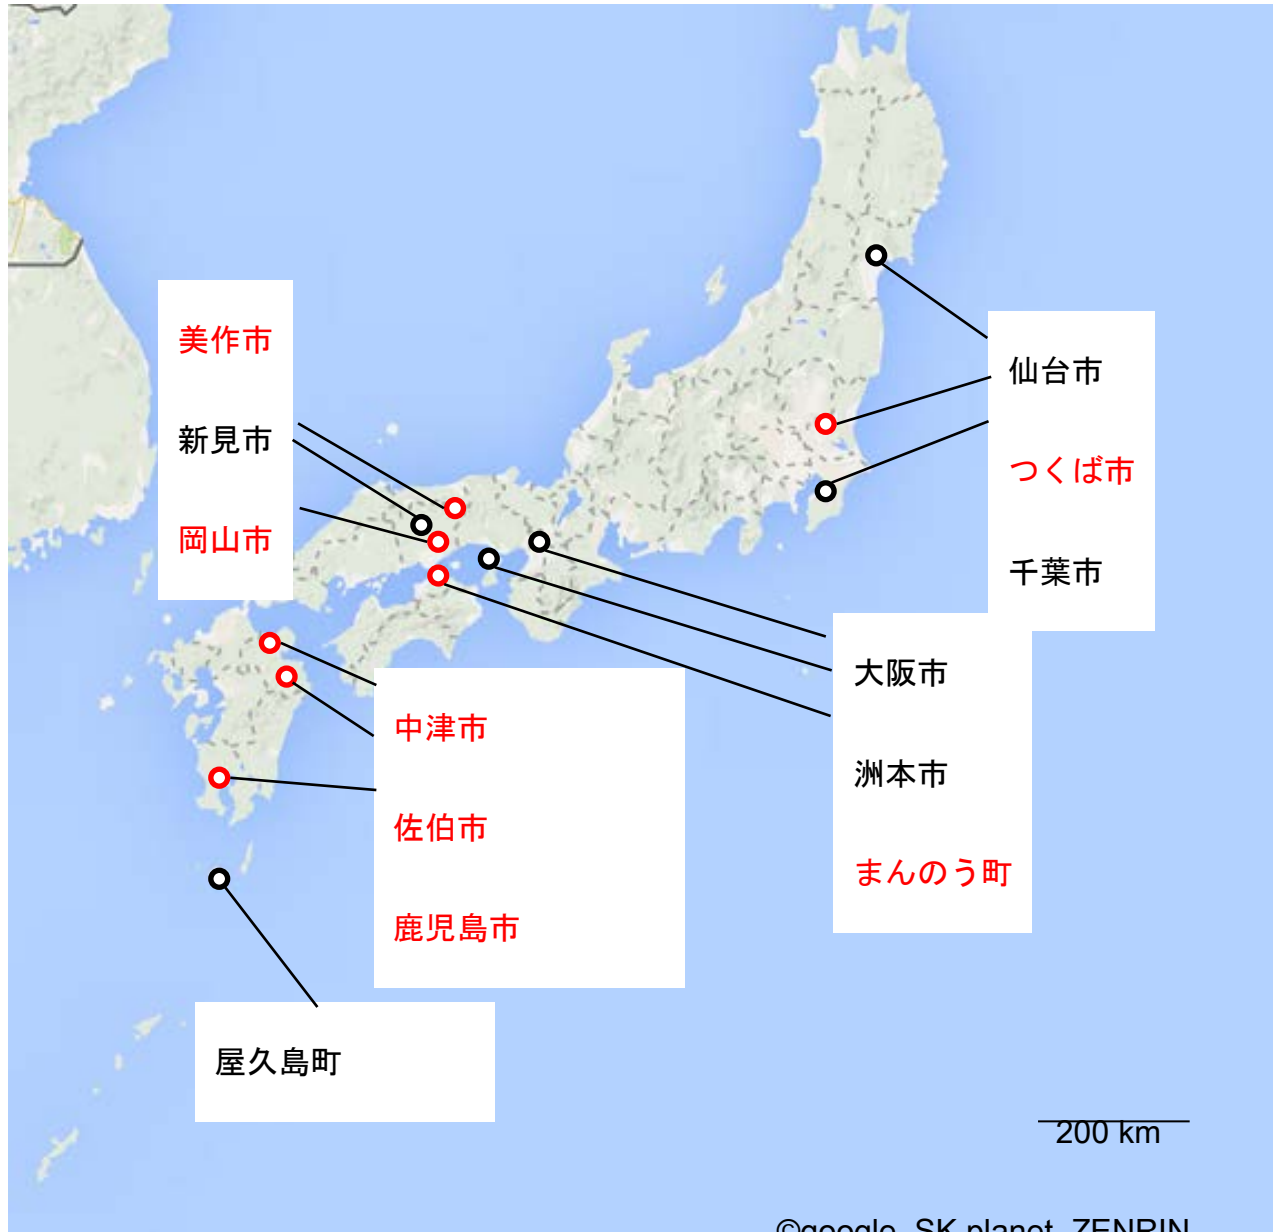 美作市
新見市
岡山市
仙台市
つくば市
千葉市
大阪市
洲本市
まんのう町
中津市
佐伯市
鹿児島市
屋久島町
200 km
©google, SK planet, ZENRIN